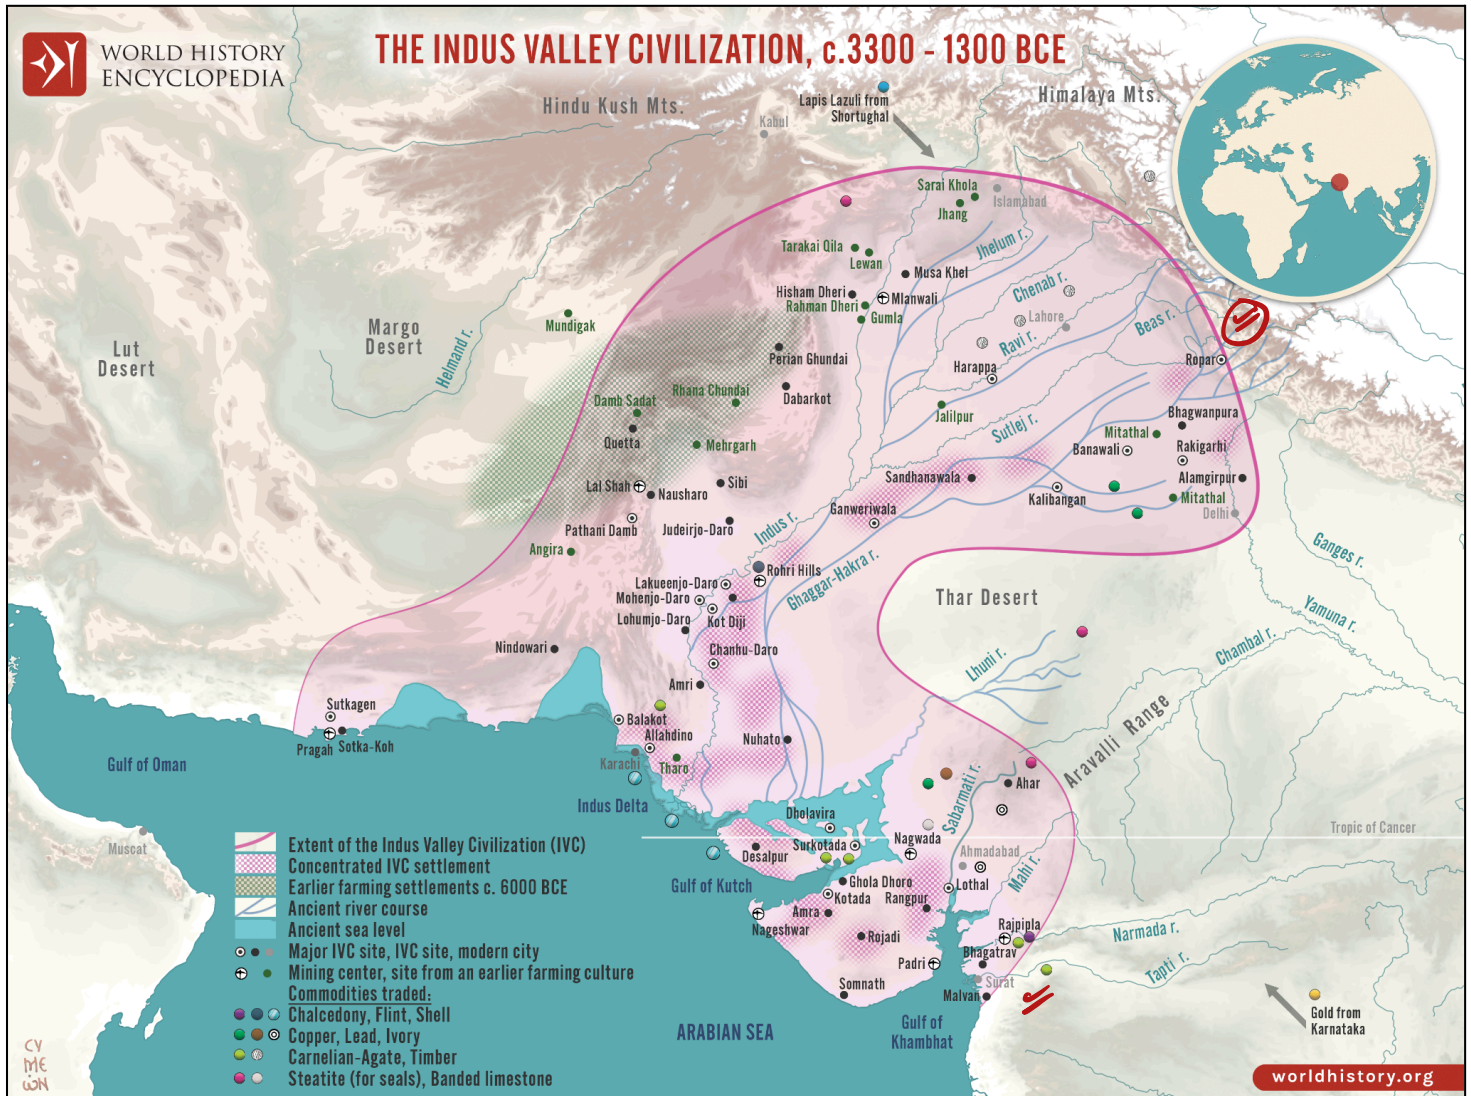 WORLD HISTORY
ENCYCLOPEDIA
THE INDUS VALLEY CIVILIZATION, c.3300 - 1300 BCE
Hindu Kush Mts.
Kabul
Lapis Lazuli from
Shortughal
Himalaya Mts.
Sarai Khola
Jhang
Islamabad
Tarakai Qila
Lewan
Jhelum r.
Musa Khel
Hisham Dheri
Mlanwali
Rahman Dheri
Gumla
Chenab r.
Lahore
Beas r.
Ravi r.
Mundigak
Margo
Desert
Lut
Desert
Helmand r.
Perian Ghundai
Harappa
Ropar
Rhana Chundai
Dabarkot
Damb Sadat
Jalilpur
Quetta
Mehrgarh
Sutlej r.
Bhagwanpura
Mitathal
Banawali
Rakigarhi
Lal Shah
Nausharo
Sibi
Sandhanawala
Alamgirpur
Kalibangan
Mitathal
Delhi
Ganweriwala
Pathani Damb
Judeirjo-Daro
Indus r.
Angira
Ganges r.
Rohri Hills
Ghaggar-Hakra r.
Lakueenjo-Daro
Mohenjo-Daro
Kot Diji
Lohumjo-Daro
Thar Desert
Yamuna r.
Nindowari
Chanhu-Daro
Chambal r.
Lhuni r.
Amri
Sutkagen
Balakot
Allahdino
Pragah
Sotka-Koh
Nuhato
Karachi
Tharo
Gulf of Oman
Aravalli Range
Ahar
Sabarmati r.
Indus Delta
Dholavira
Muscat
Nagwada
Tropic of Cancer
Surkotada
Desalpur
Ahmadabad
Mahi r.
Gulf of Kutch
Ghola Dhoro
Lothal
Kotada
Rangpur
Amra
Nageshwar
Rajpipla
Narmada r.
Rojadi
Bhagatrav
Padri
Tapti r.
Surat
Somnath
Malvan
Gold from
Karnataka
ARABIAN SEA
Gulf of
Khambhat
Extent of the Indus Valley Civilization (IVC)
Concentrated IVC settlement
Earlier farming settlements c. 6000 BCE
Ancient river course
Ancient sea level
Major IVC site, IVC site, modern city
Mining center, site from an earlier farming culture
Commodities traded:
Chalcedony, Flint, Shell
Copper, Lead, Ivory
Carnelian-Agate, Timber
Steatite (for seals), Banded limestone
worldhistory.org